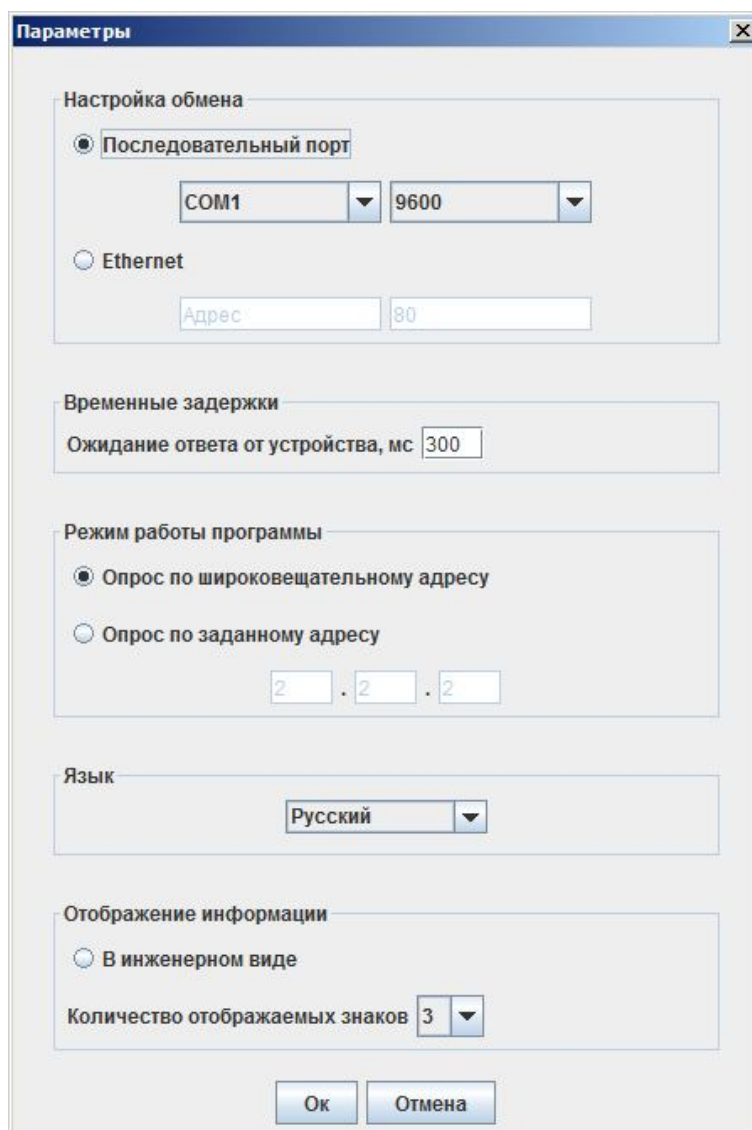 Параметры
Настройка обмена
Последовательный порт
COM1 9600
Ethernet
Адрес 80
Временные задержки
Ожидание ответа от устройства, мс 300
Режим работы программы
Опрос по широковещательному адресу
Опрос по заданному адресу
2 . 2 . 2
Язык
Русский
Отображение информации
В инженерном виде
Количество отображаемых знаков 3
Ок Отмена